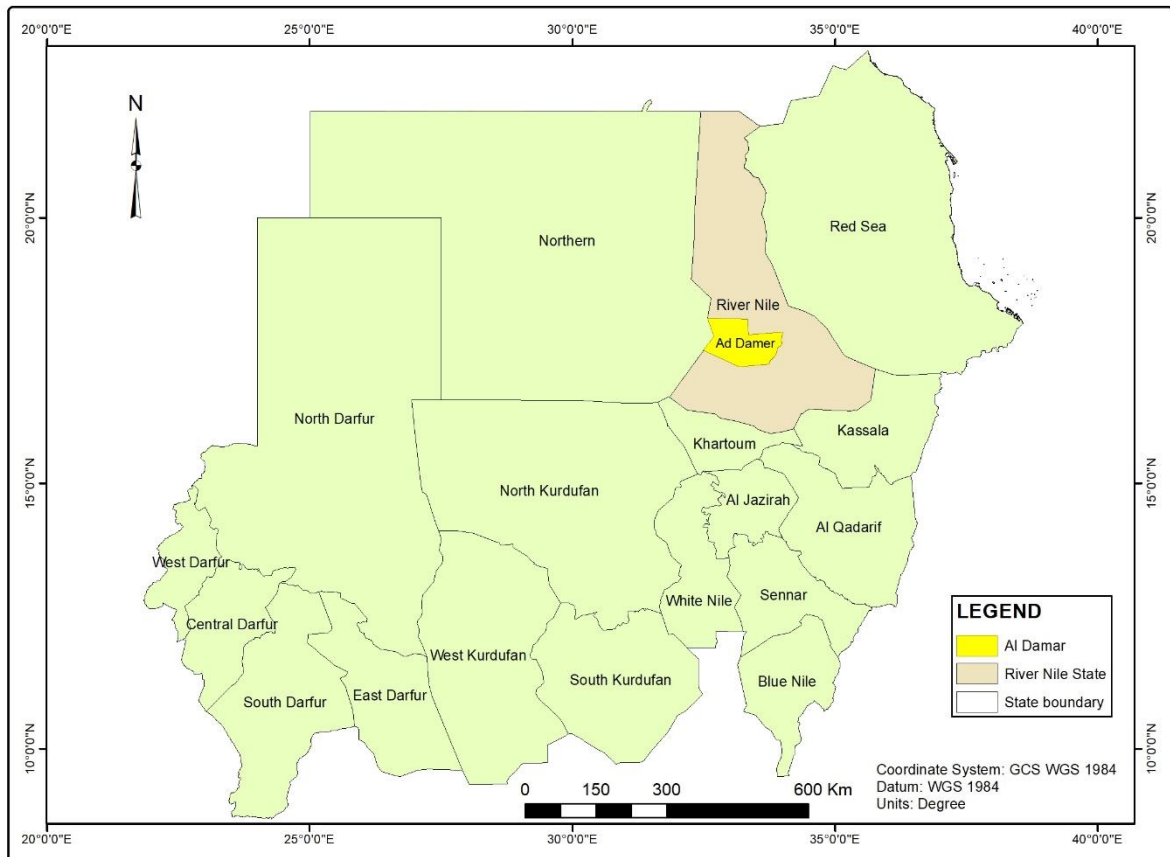 20°0'0"E 25°0'0"E 30°0'0"E 35°0'0"E 40°0'0"E
N
20°0'0"N
20°0'0"N
Northern
Red Sea
River Nile
Ad Damer
North Darfur
Khartoum
Kassala
15°0'0"N
15°0'0"N
North Kurdufan
Al Jazirah
Al Qadarif
West Darfur
White Nile
Sennar
Central Darfur
West Kurdufan
South Kurdufan
Blue Nile
South Darfur
East Darfur
LEGEND
Al Damar
River Nile State
State boundary
10°0'0"N
10°0'0"N
0 150 300 600 Km
Coordinate System: GCS WGS 1984
Datum: WGS 1984
Units: Degree
20°0'0"E 25°0'0"E 30°0'0"E 35°0'0"E 40°0'0"E